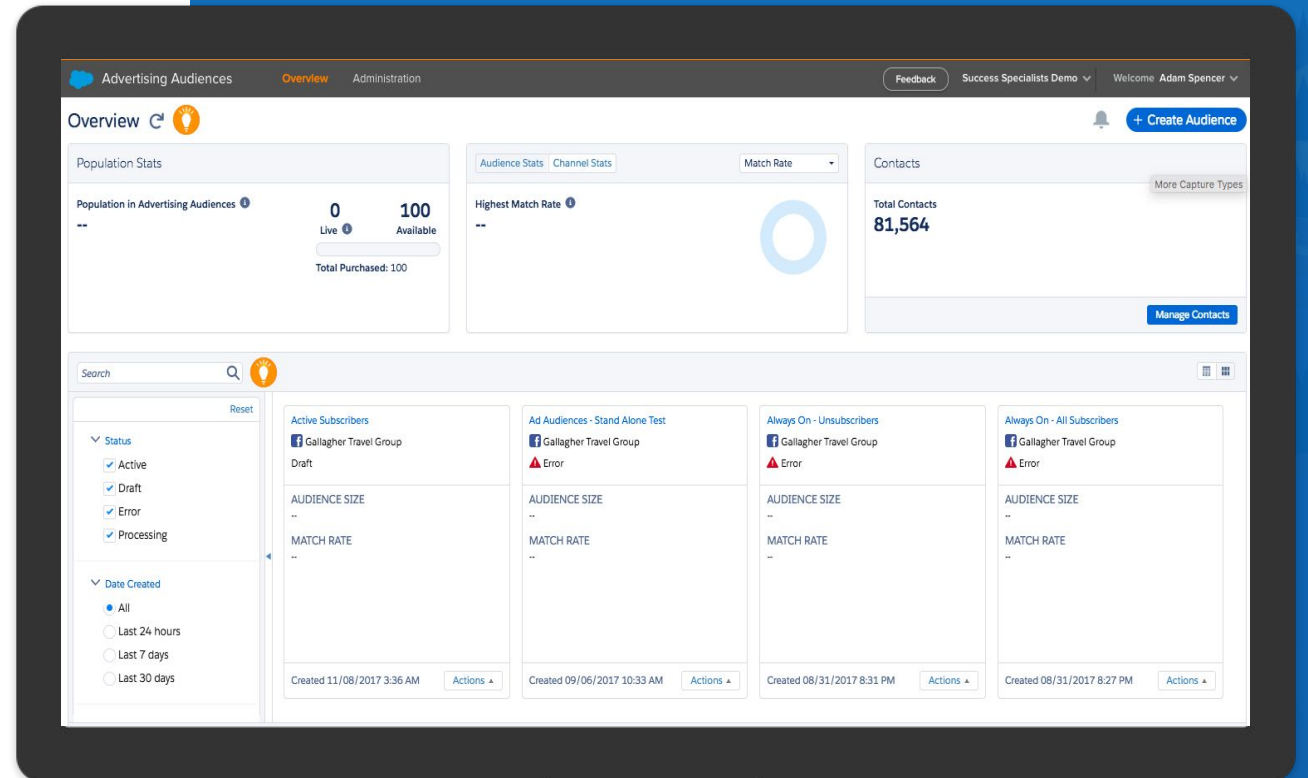 Advertising Audiences Overview Administration Feedback Success Specialists Demo Welcome Adam Spencer
Overview
+ Create Audience
Population Stats
Population in Advertising Audiences
--
0 100
Live Available
Total Purchased: 100
Audience Stats Channel Stats Match Rate
Highest Match Rate
--
Contacts
More Capture Types
Total Contacts
81,564
Manage Contacts
Search
Reset
Status
Active
Draft
Error
Processing
Date Created
All
Last 24 hours
Last 7 days
Last 30 days
Active Subscribers
Gallagher Travel Group
Draft
AUDIENCE SIZE
--
MATCH RATE
--
Created 11/08/2017 3:36 AM Actions
Ad Audiences - Stand Alone Test
Gallagher Travel Group
Error
AUDIENCE SIZE
--
MATCH RATE
--
Created 09/06/2017 10:33 AM Actions
Always On - Unsubscribers
Gallagher Travel Group
Error
AUDIENCE SIZE
--
MATCH RATE
--
Created 08/31/2017 8:31 PM Actions
Always On - All Subscribers
Gallagher Travel Group
Error
AUDIENCE SIZE
--
MATCH RATE
--
Created 08/31/2017 8:27 PM Actions